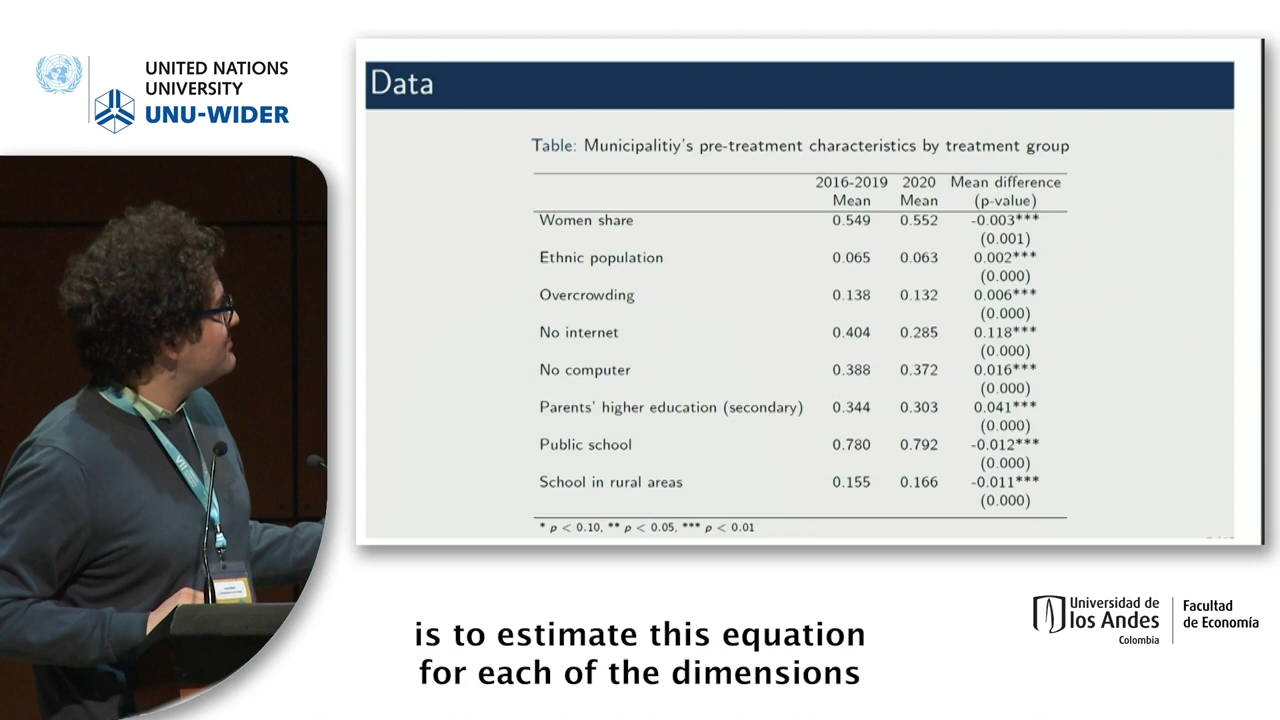 UNITED NATIONS
UNIVERSITY
UNU-WIDER
Data
Table: Municipalitiy's pre-treatment characteristics by treatment group
2016-2019 2020 Mean difference
Mean Mean (p-value)
Women share 0.549 0.552 -0.003***
(0.001)
Ethnic population 0.065 0.063 0.002***
(0.000)
Overcrowding 0.138 0.132 0.006***
(0.000)
No internet 0.404 0.285 0.118***
(0.000)
No computer 0.388 0.372 0.016***
(0.000)
Parents' higher education (secondary) 0.344 0.303 0.041***
(0.000)
Public school 0.780 0.792 -0.012***
(0.000)
School in rural areas 0.155 0.166 -0.011***
(0.000)
* p < 0.10, ** p < 0.05, *** p < 0.01
Universidad de
los Andes
Colombia
Facultad
de Economía
is to estimate this equation
for each of the dimensions